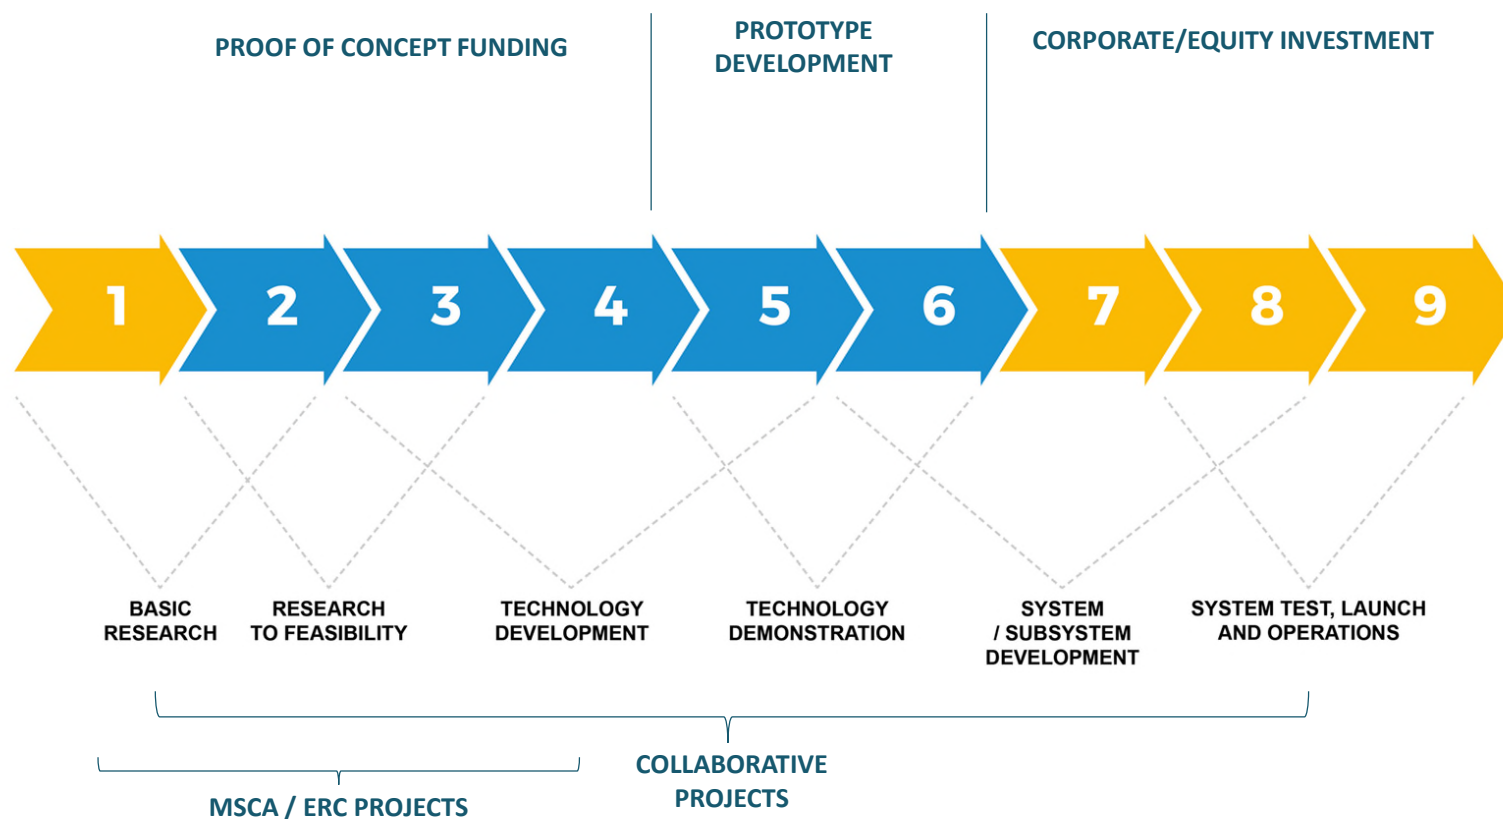 PROOF OF CONCEPT FUNDING
PROTOTYPE
DEVELOPMENT
CORPORATE/EQUITY INVESTMENT
1
2
3
4
5
6
7
8
9
BASIC
RESEARCH
RESEARCH
TO FEASIBILITY
TECHNOLOGY
DEVELOPMENT
TECHNOLOGY
DEMONSTRATION
SYSTEM
/ SUBSYSTEM
DEVELOPMENT
SYSTEM TEST, LAUNCH
AND OPERATIONS
COLLABORATIVE
PROJECTS
MSCA / ERC PROJECTS